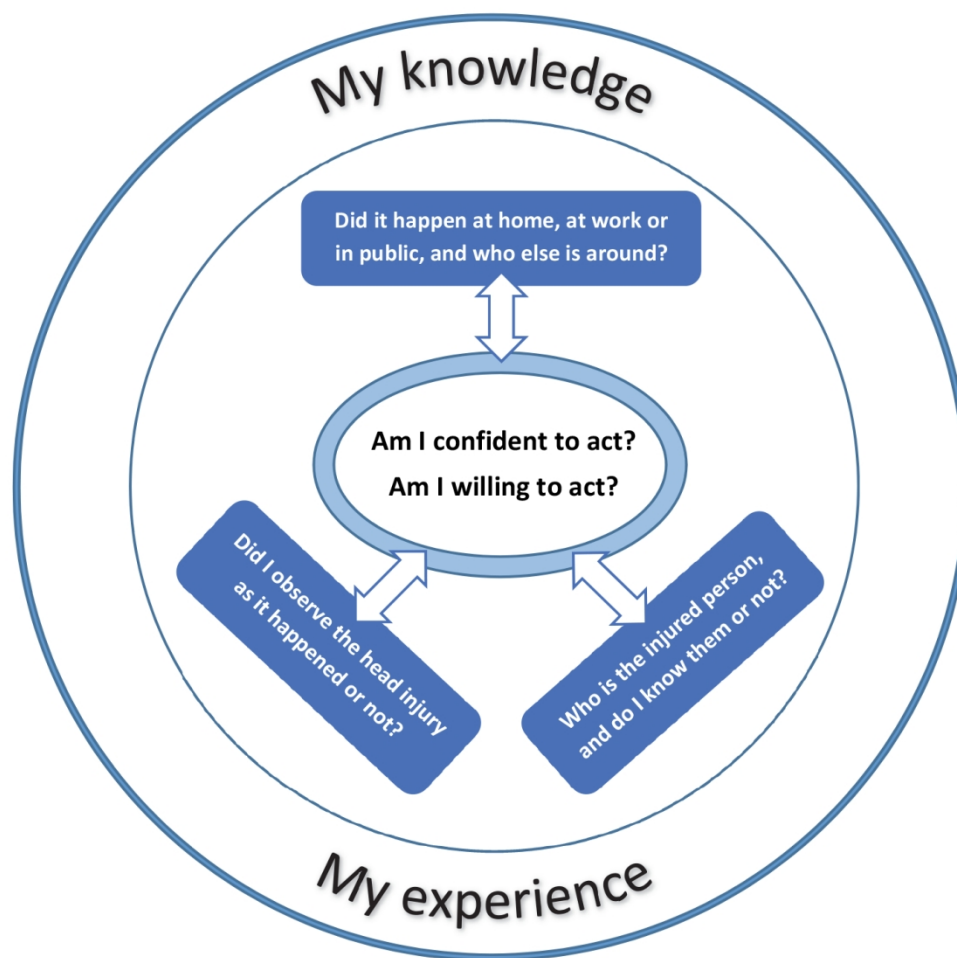 My knowledge
Did it happen at home, at work or
in public, and who else is around?
Am I confident to act?
Am I willing to act?
Did I observe the head injury
as it happened or not?
Who is the injured person,
and do I know them or not?
My experience